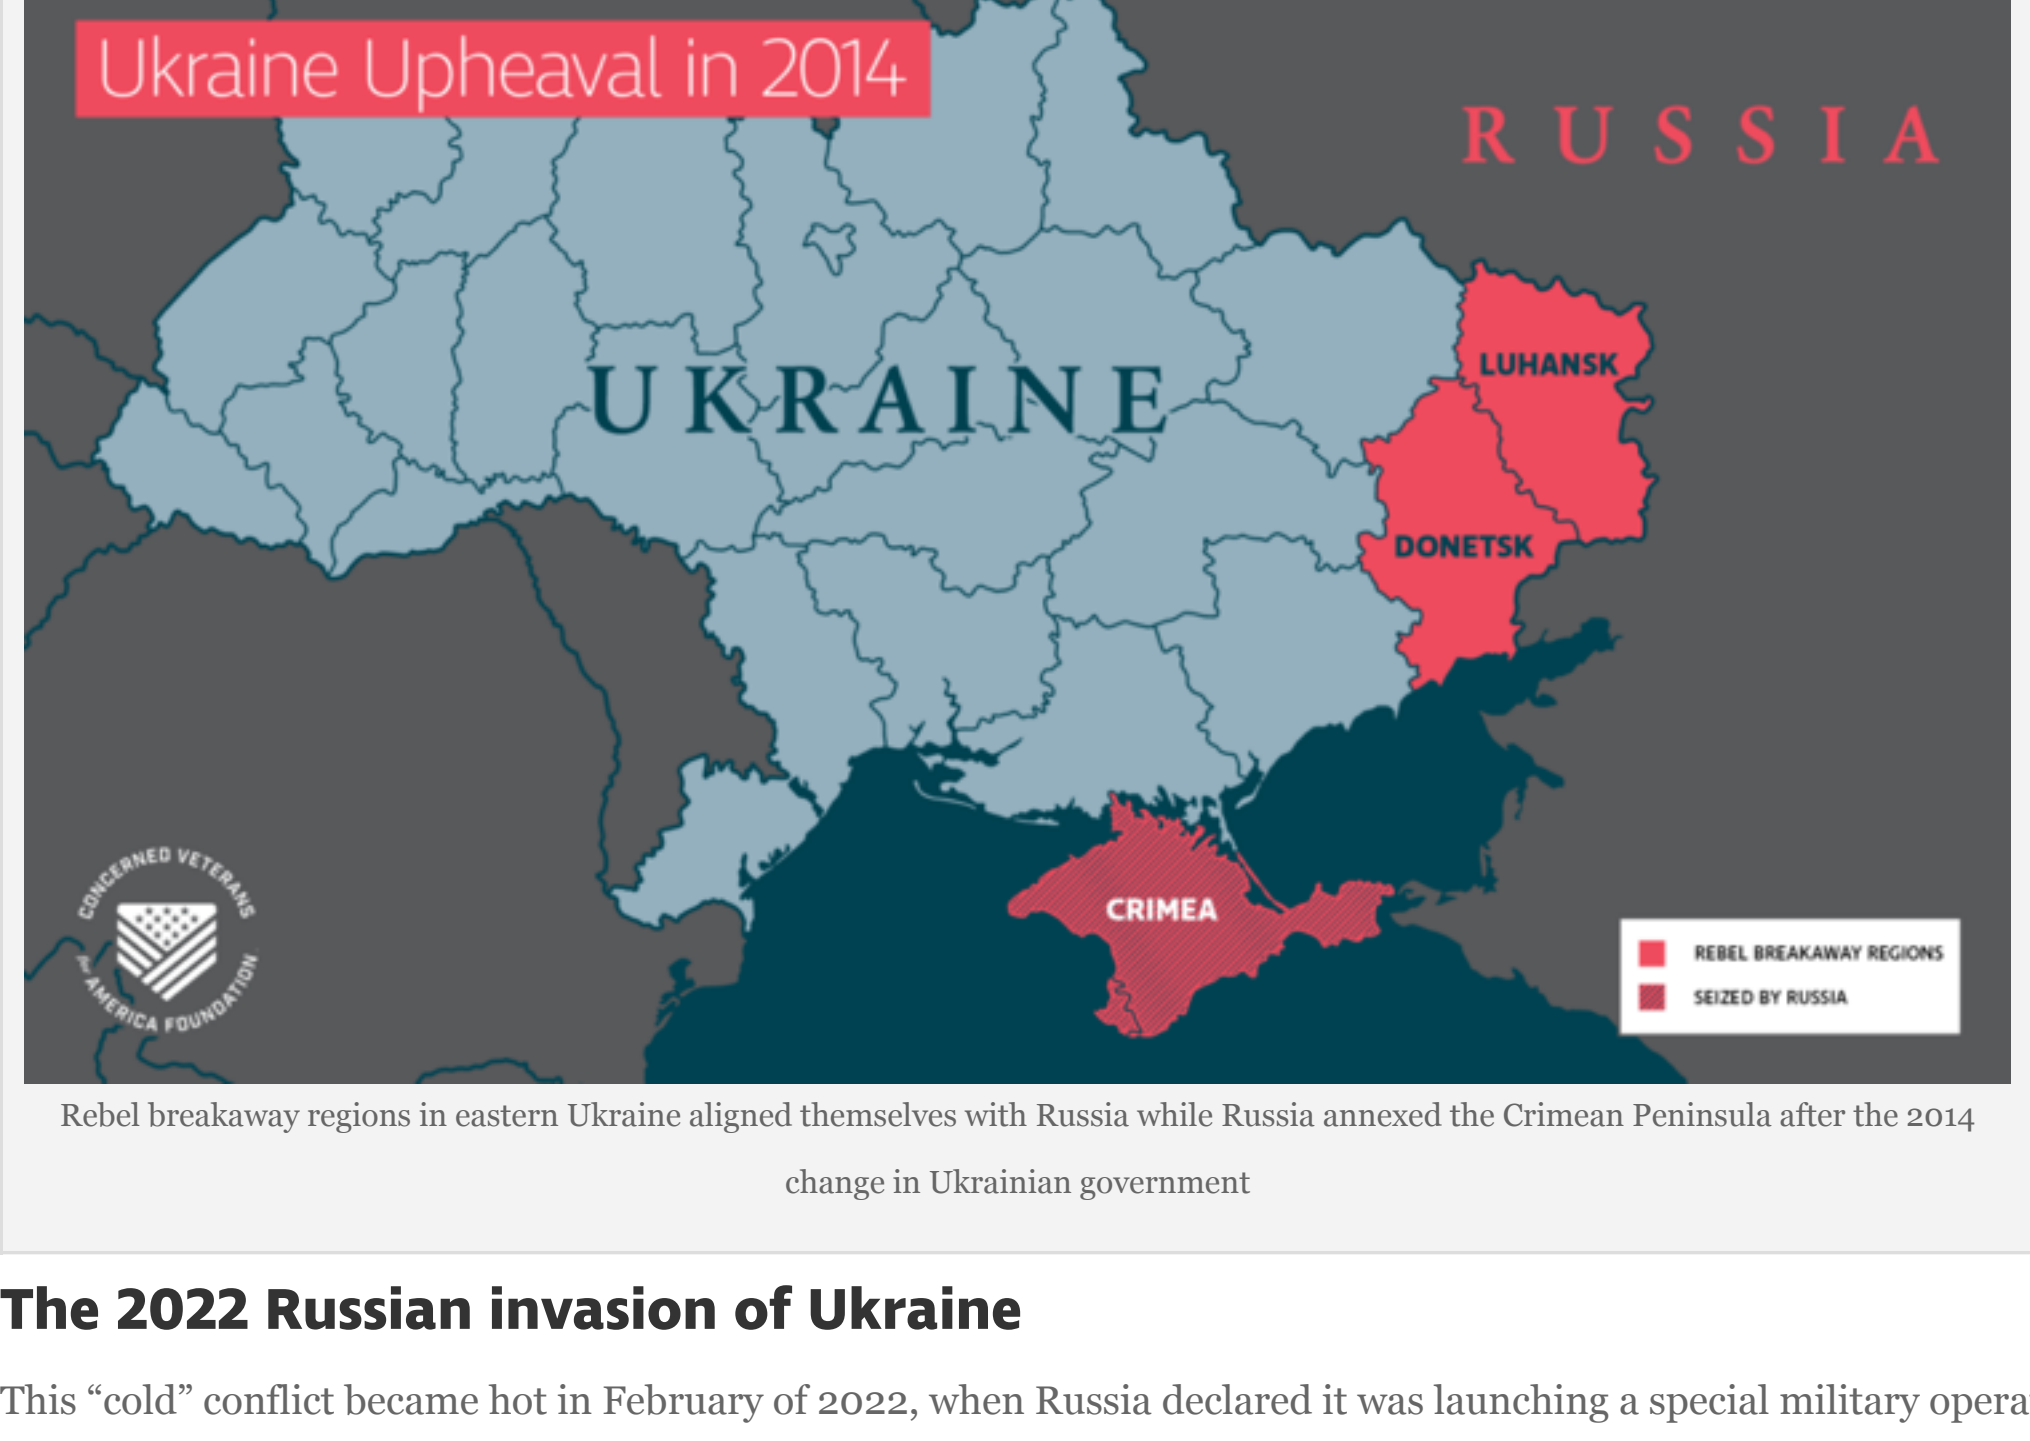 Ukraine Upheaval in 2014
RUSSIA
LUHANSK
UKRAINE
DONETSK
CRIMEA
CONCERNED VETERANS
for AMERICA FOUNDATION
REBEL BREAKAWAY REGIONS
SEIZED BY RUSSIA
Rebel breakaway regions in eastern Ukraine aligned themselves with Russia while Russia annexed the Crimean Peninsula after the 2014
change in Ukrainian government
The 2022 Russian invasion of Ukraine
This “cold” conflict became hot in February of 2022, when Russia declared it was launching a special military opera